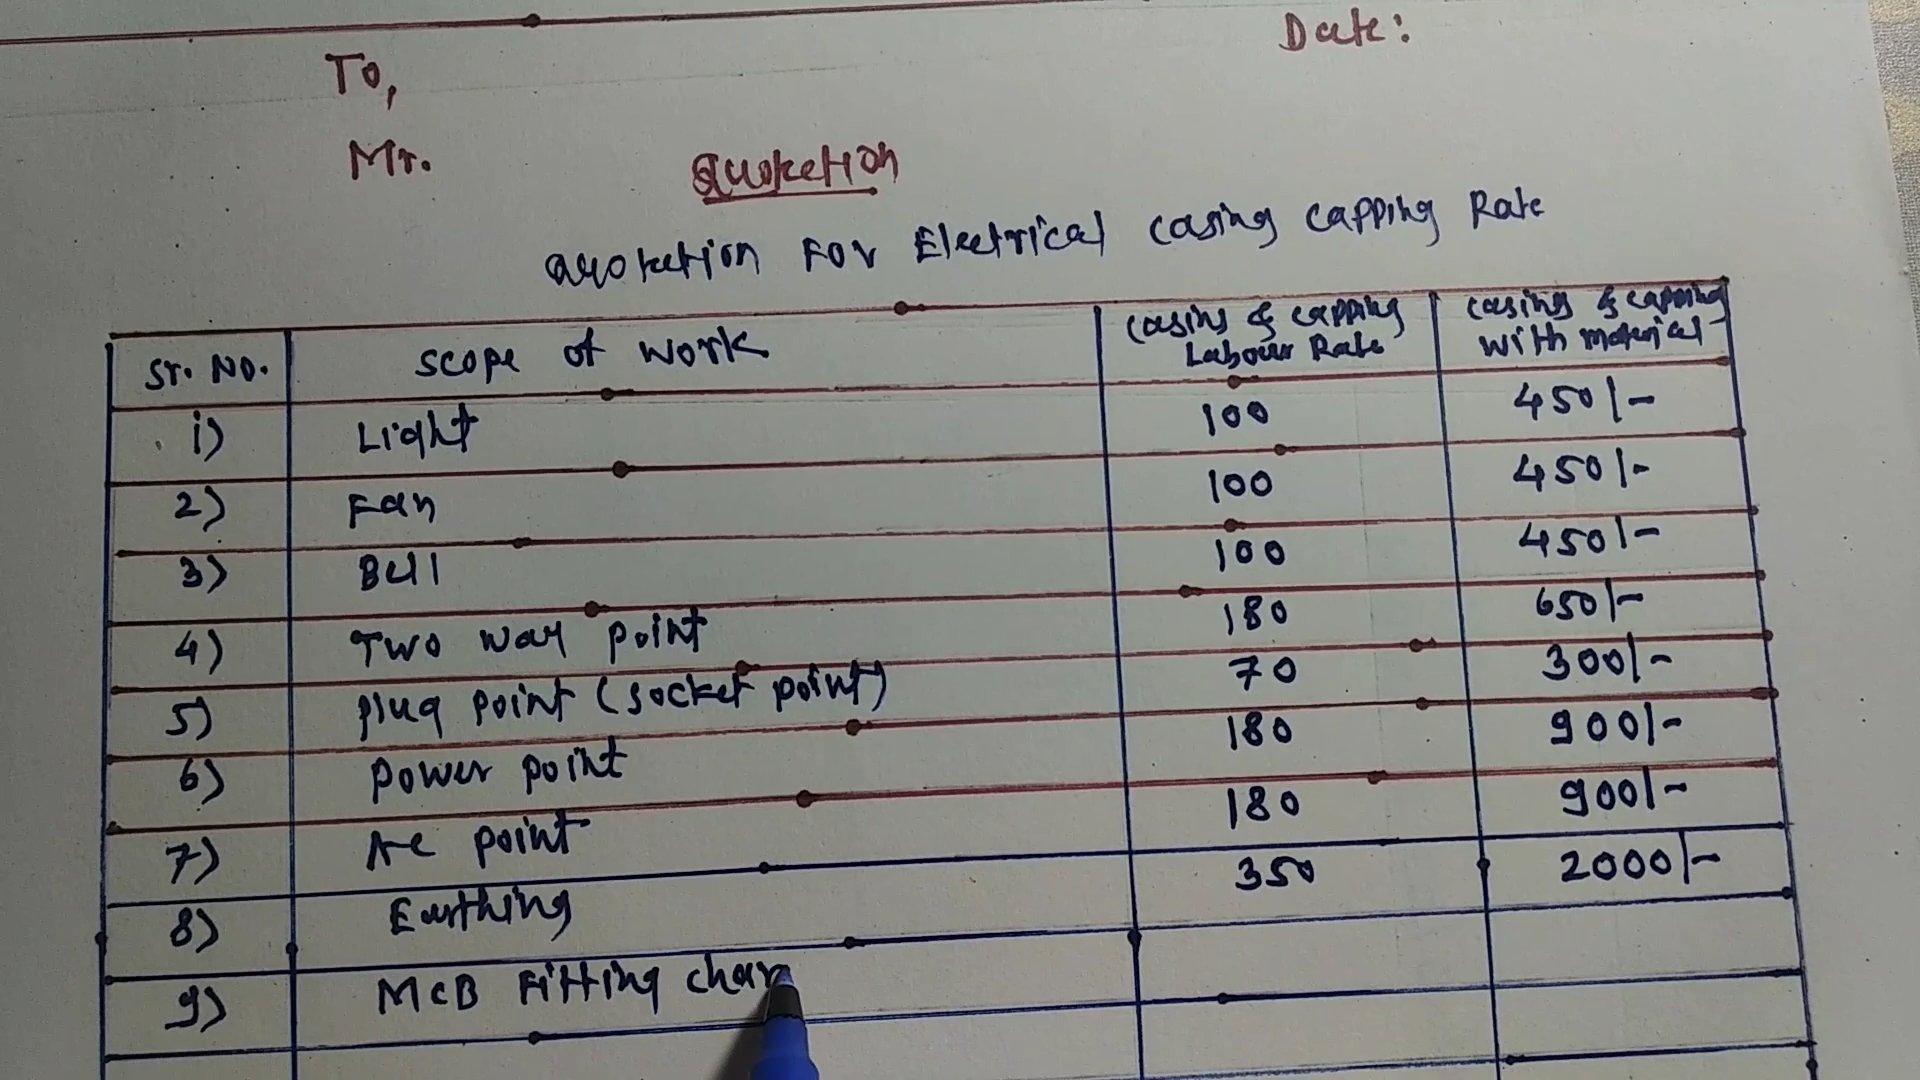 Date:
To,
Mr.
Quoketion
Quoketion For Electrical casing capping Rate
Sr. No. scope of work casing & capping Labour Rate casing & capping with material
1) Light 100 450/-
2) Fan 100 450/-
3) Bell 100 450/-
4) Two way point 180 650/-
5) plug point (socket point) 70 300/-
6) power point 180 900/-
7) Ac point 180 900/-
8) Earthing 350 2000/-
9) MCB Fitting char